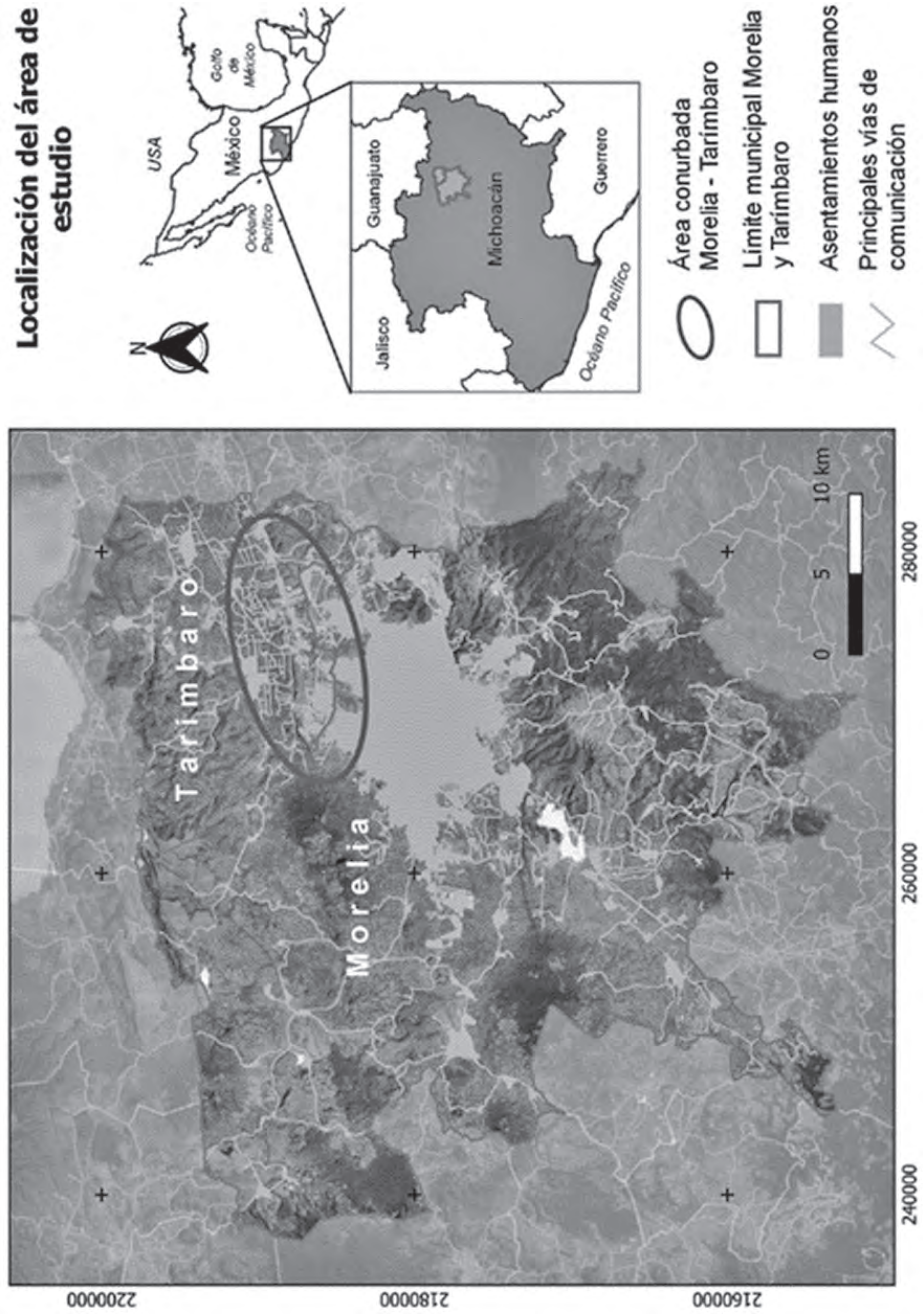 Localización del área de
estudio
N
USA
México
Golfo
de
México
Océano
Pacífico
Guanajuato
Jalisco
Michoacán
Guerrero
Océano Pacífico
Área conurbada
Morelia - Tarímbaro
Límite municipal Morelia
y Tarímbaro
Asentamientos humanos
Principales vías de
comunicación
Tarimbaro
Morelia
0 5 10 km
2200000
2180000
2160000
240000
260000
280000